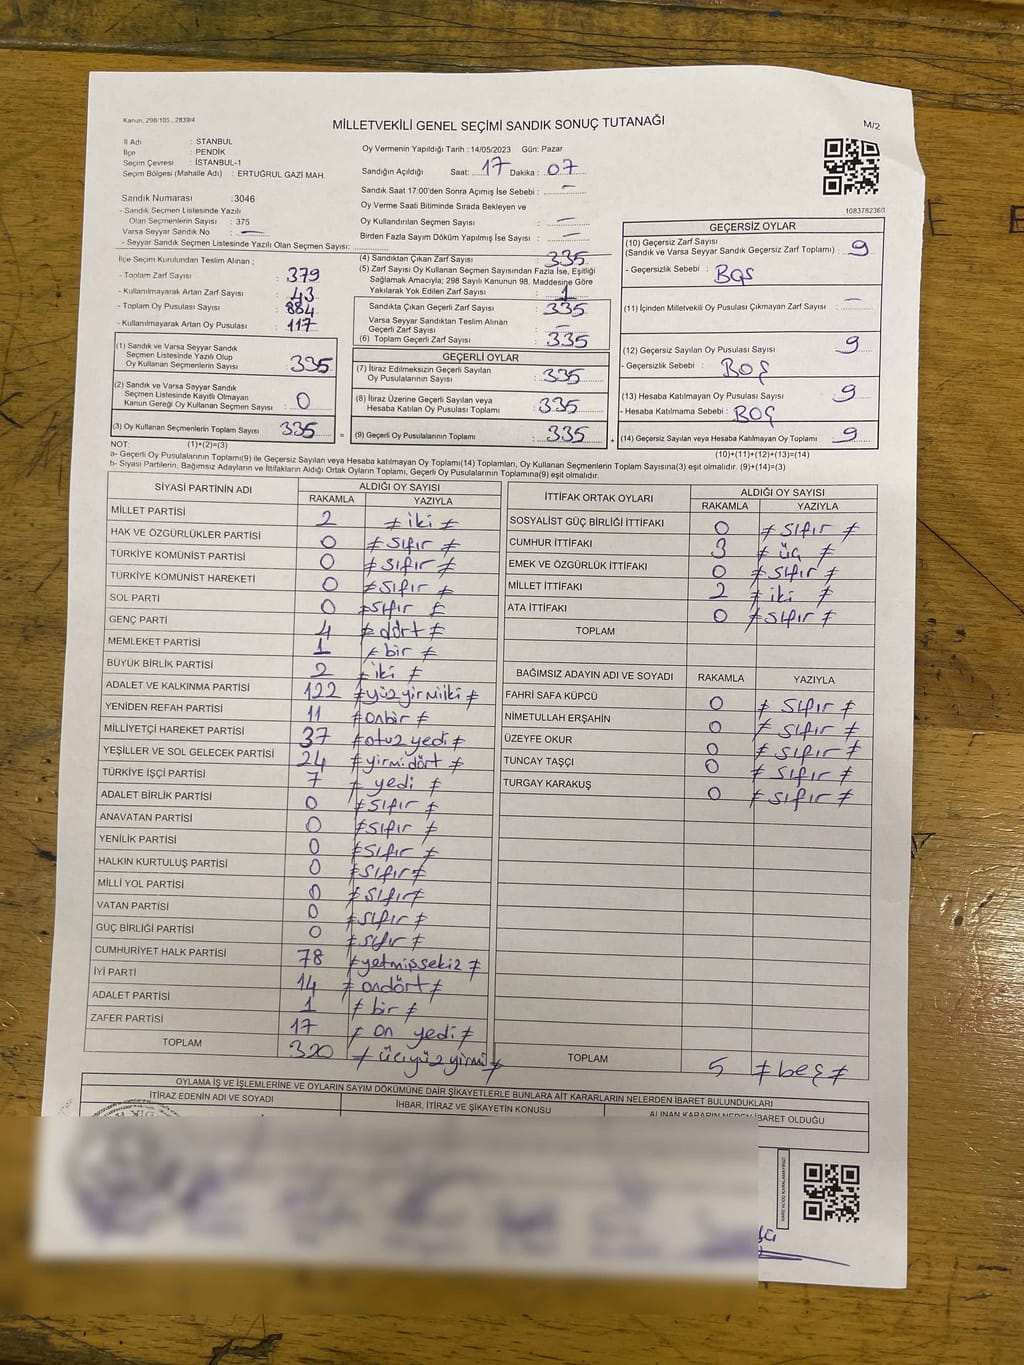 Kanun, 298/105 , 2839/4
MİLLETVEKİLİ GENEL SEÇİMİ SANDIK SONUÇ TUTANAĞI
M/2
İl Adı : STANBUL
İlçe : PENDİK
Seçim Çevresi : İSTANBUL-1
Seçim Bölgesi (Mahalle Adı) : ERTUĞRUL GAZİ MAH.
Sandık Numarası :3046
- Sandık Seçmen Listesinde Yazılı
Olan Seçmenlerin Sayısı : 375
Varsa Seyyar Sandık No : —
- Seyyar Sandık Seçmen Listesinde Yazılı Olan Seçmen Sayısı:
Oy Vermenin Yapıldığı Tarih : 14/05/2023 Gün: Pazar
Sandığın Açıldığı Saat: 17 Dakika : 07
Sandık Saat 17:00'den Sonra Açımış İse Sebebi : —
Oy Verme Saati Bitiminde Sırada Bekleyen ve
Oy Kullandırılan Seçmen Sayısı : —
Birden Fazla Sayım Döküm Yapılmış İse Sayısı : —
1083782360
İlçe Seçim Kurulundan Teslim Alınan ;
- Toplam Zarf Sayısı : 379
- Kullanılmayarak Artan Zarf Sayısı : 43
- Toplam Oy Pusulası Sayısı : 884
- Kullanılmayarak Artan Oy Pusulası : 117
(1) Sandık ve Varsa Seyyar Sandık
Seçmen Listesinde Yazılı Olup
Oy Kullanan Seçmenlerin Sayısı : 335
(2) Sandık ve Varsa Seyyar Sandık
Seçmen Listesinde Kayıtlı Olmayan
Kanun Gereği Oy Kullanan Seçmen Sayısı : 0
(3) Oy Kullanan Seçmenlerin Toplam Sayısı : 335
(4) Sandıktan Çıkan Zarf Sayısı : 335
(5) Zarf Sayısı Oy Kullanan Seçmen Sayısından Fazla İse, Eşitliği
Sağlamak Amacıyla; 298 Sayılı Kanunun 98. Maddesine Göre
Yakılarak Yok Edilen Zarf Sayısı : 1
Sandıkta Çıkan Geçerli Zarf Sayısı : 335
Varsa Seyyar Sandıktan Teslim Alınan
Geçerli Zarf Sayısı : —
(6) Toplam Geçerli Zarf Sayısı : 335
GEÇERLİ OYLAR
(7) İtiraz Edilmeksizin Geçerli Sayılan
Oy Pusulalarının Sayısı : 335
(8) İtiraz Üzerine Geçerli Sayılan veya
Hesaba Katılan Oy Pusulası Toplamı : 335
= (9) Geçerli Oy Pusulalarının Toplamı : 335 +
GEÇERSİZ OYLAR
(10) Geçersiz Zarf Sayısı
(Sandık ve Varsa Seyyar Sandık Geçersiz Zarf Toplamı) : 9
- Geçersizlik Sebebi : BOŞ
(11) İçinden Milletvekili Oy Pusulası Çıkmayan Zarf Sayısı : —
(12) Geçersiz Sayılan Oy Pusulası Sayısı : 9
- Geçersizlik Sebebi : BOŞ
(13) Hesaba Katılmayan Oy Pusulası Sayısı : 9
- Hesaba Katılmama Sebebi : BOŞ
(14) Geçersiz Sayılan veya Hesaba Katılmayan Oy Toplamı : 9
NOT: (1)+(2)=(3)
(10)+(11)+(12)+(13)=(14)
a- Geçerli Oy Pusulalarının Toplamı(9) ile Geçersiz Sayılan veya Hesaba katılmayan Oy Toplamı(14) Toplamları, Oy Kullanan Seçmenlerin Toplam Sayısına(3) eşit olmalıdır. (9)+(14)=(3)
b- Siyasi Partilerin, Bağımsız Adayların ve İttifakların Aldığı Ortak Oyların Toplamı, Geçerli Oy Pusulalarının Toplamına(9) eşit olmalıdır.
SİYASİ PARTİNİN ADI ALDIĞI OY SAYISI
RAKAMLA YAZIYLA
MİLLET PARTİSİ 2 ≠ iki ≠
HAK VE ÖZGÜRLÜKLER PARTİSİ 0 ≠ sıfır ≠
TÜRKİYE KOMÜNİST PARTİSİ 0 ≠ sıfır ≠
TÜRKİYE KOMÜNİST HAREKETİ 0 ≠ sıfır ≠
SOL PARTİ 0 ≠ sıfır ≠
GENÇ PARTİ 4 ≠ dört ≠
MEMLEKET PARTİSİ 1 ≠ bir ≠
BÜYÜK BİRLİK PARTİSİ 2 ≠ iki ≠
ADALET VE KALKINMA PARTİSİ 122 ≠ yüzyirmiiki ≠
YENİDEN REFAH PARTİSİ 11 ≠ onbir ≠
MİLLİYETÇİ HAREKET PARTİSİ 37 ≠ otuz yedi ≠
YEŞİLLER VE SOL GELECEK PARTİSİ 24 ≠ yirmidört ≠
TÜRKİYE İŞÇİ PARTİSİ 7 ≠ yedi ≠
ADALET BİRLİK PARTİSİ 0 ≠ sıfır ≠
ANAVATAN PARTİSİ 0 ≠ sıfır ≠
YENİLİK PARTİSİ 0 ≠ sıfır ≠
HALKIN KURTULUŞ PARTİSİ 0 ≠ sıfır ≠
MİLLİ YOL PARTİSİ 0 ≠ sıfır ≠
VATAN PARTİSİ 0 ≠ sıfır ≠
GÜÇ BİRLİĞİ PARTİSİ 0 ≠ sıfır ≠
CUMHURİYET HALK PARTİSİ 78 ≠ yetmişsekiz ≠
İYİ PARTİ 14 ≠ ondört ≠
ADALET PARTİSİ 1 ≠ bir ≠
ZAFER PARTİSİ 17 ≠ on yedi ≠
TOPLAM 320 ≠ üçyüz yirmi ≠
İTTİFAK ORTAK OYLARI ALDIĞI OY SAYISI
RAKAMLA YAZIYLA
SOSYALİST GÜÇ BİRLİĞİ İTTİFAKI 0 ≠ sıfır ≠
CUMHUR İTTİFAKI 3 ≠ üç ≠
EMEK VE ÖZGÜRLÜK İTTİFAKI 0 ≠ sıfır ≠
MİLLET İTTİFAKI 2 ≠ iki ≠
ATA İTTİFAKI 0 ≠ sıfır ≠
TOPLAM
BAĞIMSIZ ADAYIN ADI VE SOYADI RAKAMLA YAZIYLA
FAHRİ SAFA KÜPCÜ 0 ≠ sıfır ≠
NİMETULLAH ERŞAHİN 0 ≠ sıfır ≠
ÜZEYFE OKUR 0 ≠ sıfır ≠
TUNCAY TAŞÇI 0 ≠ sıfır ≠
TURGAY KARAKUŞ 0 ≠ sıfır ≠
TOPLAM 5 ≠ beş ≠
OYLAMA İŞ VE İŞLEMLERİNE VE OYLARIN SAYIM DÖKÜMÜNE DAİR ŞİKAYETLERLE BUNLARA AİT KARARLARIN NELERDEN İBARET BULUNDUKLARI
İTİRAZ EDENİN ADI VE SOYADI İHBAR, İTİRAZ VE ŞİKAYETİN KONUSU ALINAN KARARIN NEDEN İBARET OLDUĞU